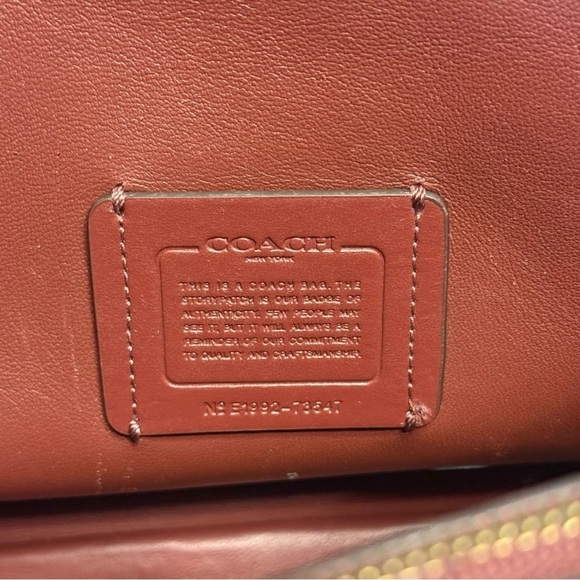 COACH
NEW YORK
THIS IS A COACH BAG. THE
STORYPATCH IS OUR BADGE OF
AUTHENTICITY. FEW PEOPLE MAY
SEE IT, BUT IT WILL ALWAYS BE A
REMINDER OF OUR COMMITMENT
TO QUALITY AND CRAFTSMANSHIP.
Nº E1992-73547